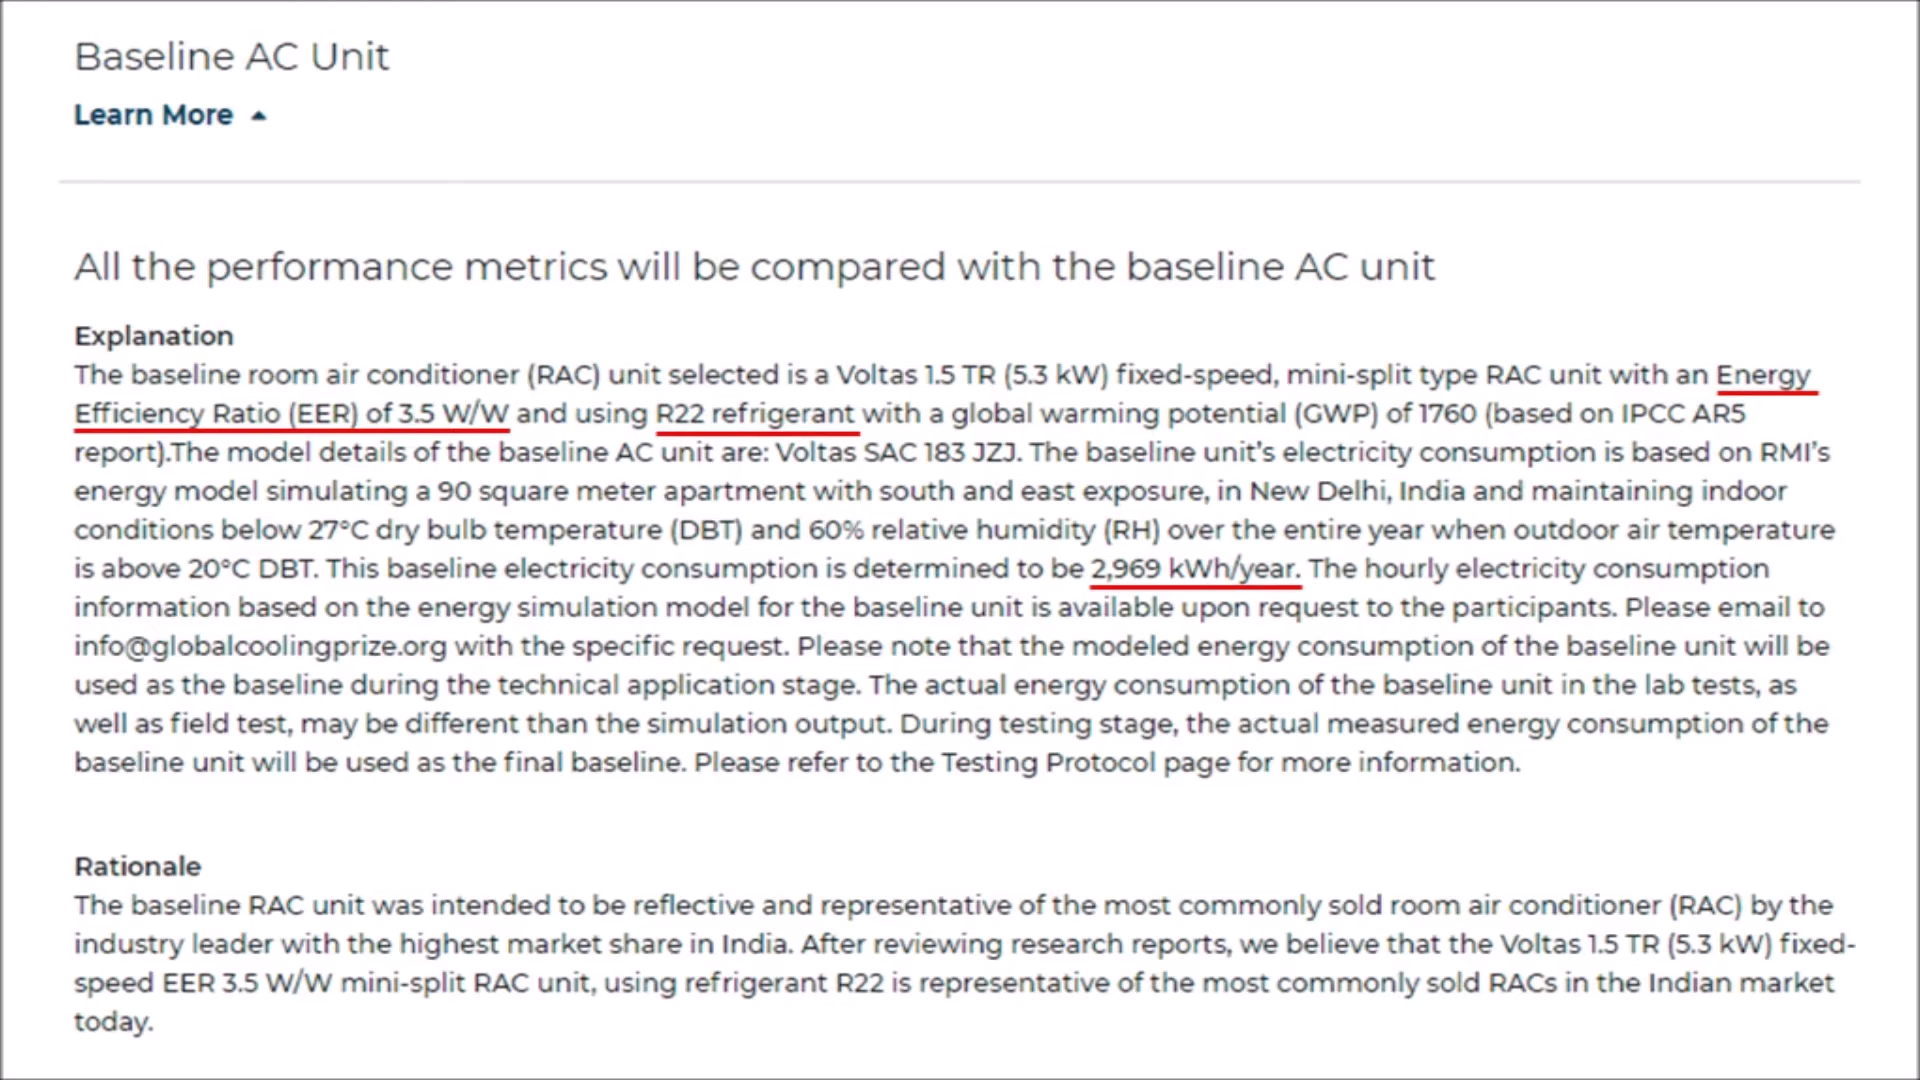 Baseline AC Unit
Learn More
All the performance metrics will be compared with the baseline AC unit
Explanation
The baseline room air conditioner (RAC) unit selected is a Voltas 1.5 TR (5.3 kW) fixed-speed, mini-split type RAC unit with an Energy
Efficiency Ratio (EER) of 3.5 W/W and using R22 refrigerant with a global warming potential (GWP) of 1760 (based on IPCC AR5
report).The model details of the baseline AC unit are: Voltas SAC 183 JZJ. The baseline unit's electricity consumption is based on RMI's
energy model simulating a 90 square meter apartment with south and east exposure, in New Delhi, India and maintaining indoor
conditions below 27°C dry bulb temperature (DBT) and 60% relative humidity (RH) over the entire year when outdoor air temperature
is above 20°C DBT. This baseline electricity consumption is determined to be 2,969 kWh/year. The hourly electricity consumption
information based on the energy simulation model for the baseline unit is available upon request to the participants. Please email to
info@globalcoolingprize.org with the specific request. Please note that the modeled energy consumption of the baseline unit will be
used as the baseline during the technical application stage. The actual energy consumption of the baseline unit in the lab tests, as
well as field test, may be different than the simulation output. During testing stage, the actual measured energy consumption of the
baseline unit will be used as the final baseline. Please refer to the Testing Protocol page for more information.
Rationale
The baseline RAC unit was intended to be reflective and representative of the most commonly sold room air conditioner (RAC) by the
industry leader with the highest market share in India. After reviewing research reports, we believe that the Voltas 1.5 TR (5.3 kW) fixed-
speed EER 3.5 W/W mini-split RAC unit, using refrigerant R22 is representative of the most commonly sold RACs in the Indian market
today.